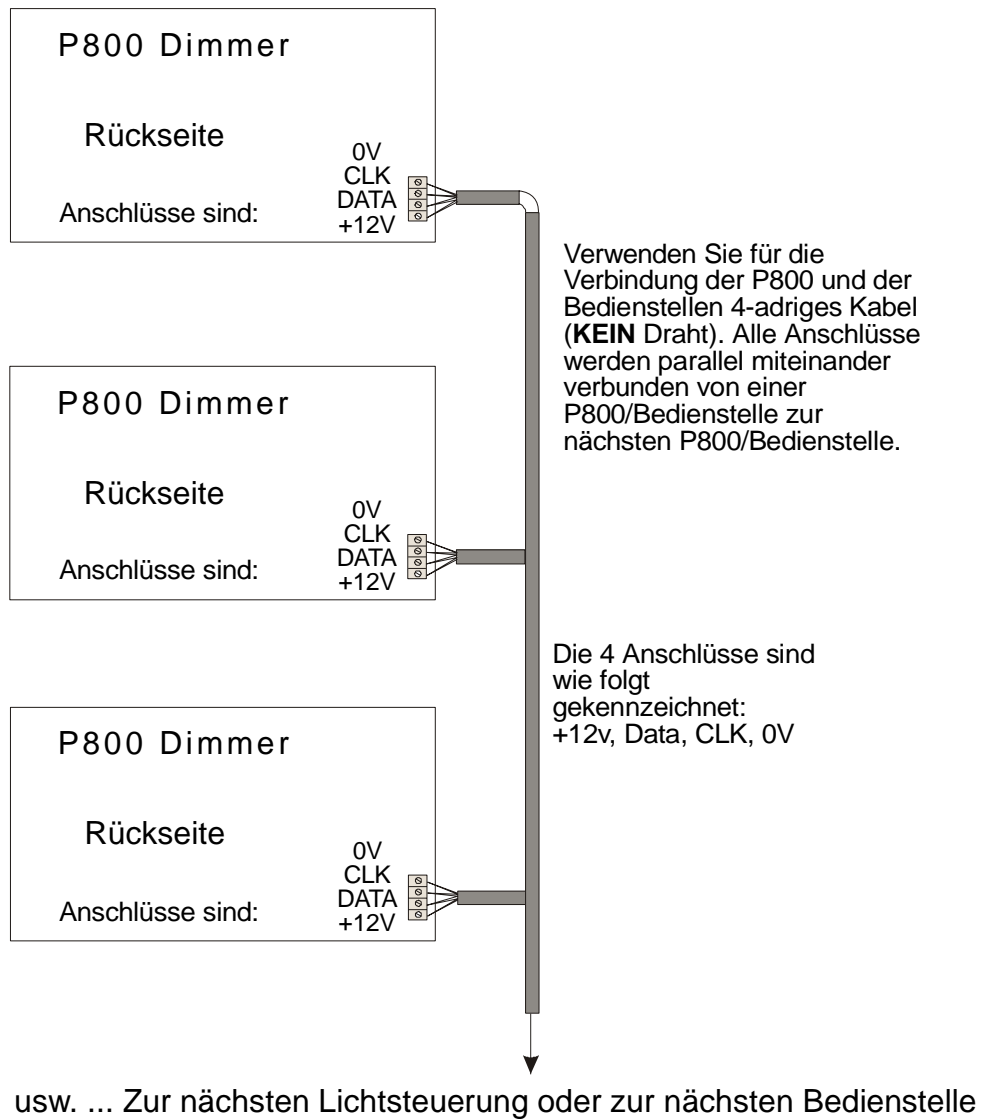 P800 Dimmer
Rückseite
0V
CLK
DATA
Anschlüsse sind:
+12V
Verwenden Sie für die
Verbindung der P800 und der
Bedienstellen 4-adriges Kabel
(KEIN Draht). Alle Anschlüsse
werden parallel miteinander
verbunden von einer
P800/Bedienstelle zur
nächsten P800/Bedienstelle.
P800 Dimmer
Rückseite
0V
CLK
DATA
Anschlüsse sind:
+12V
Die 4 Anschlüsse sind
wie folgt
gekennzeichnet:
+12v, Data, CLK, 0V
P800 Dimmer
Rückseite
0V
CLK
DATA
Anschlüsse sind:
+12V
usw. ... Zur nächsten Lichtsteuerung oder zur nächsten Bedienstelle